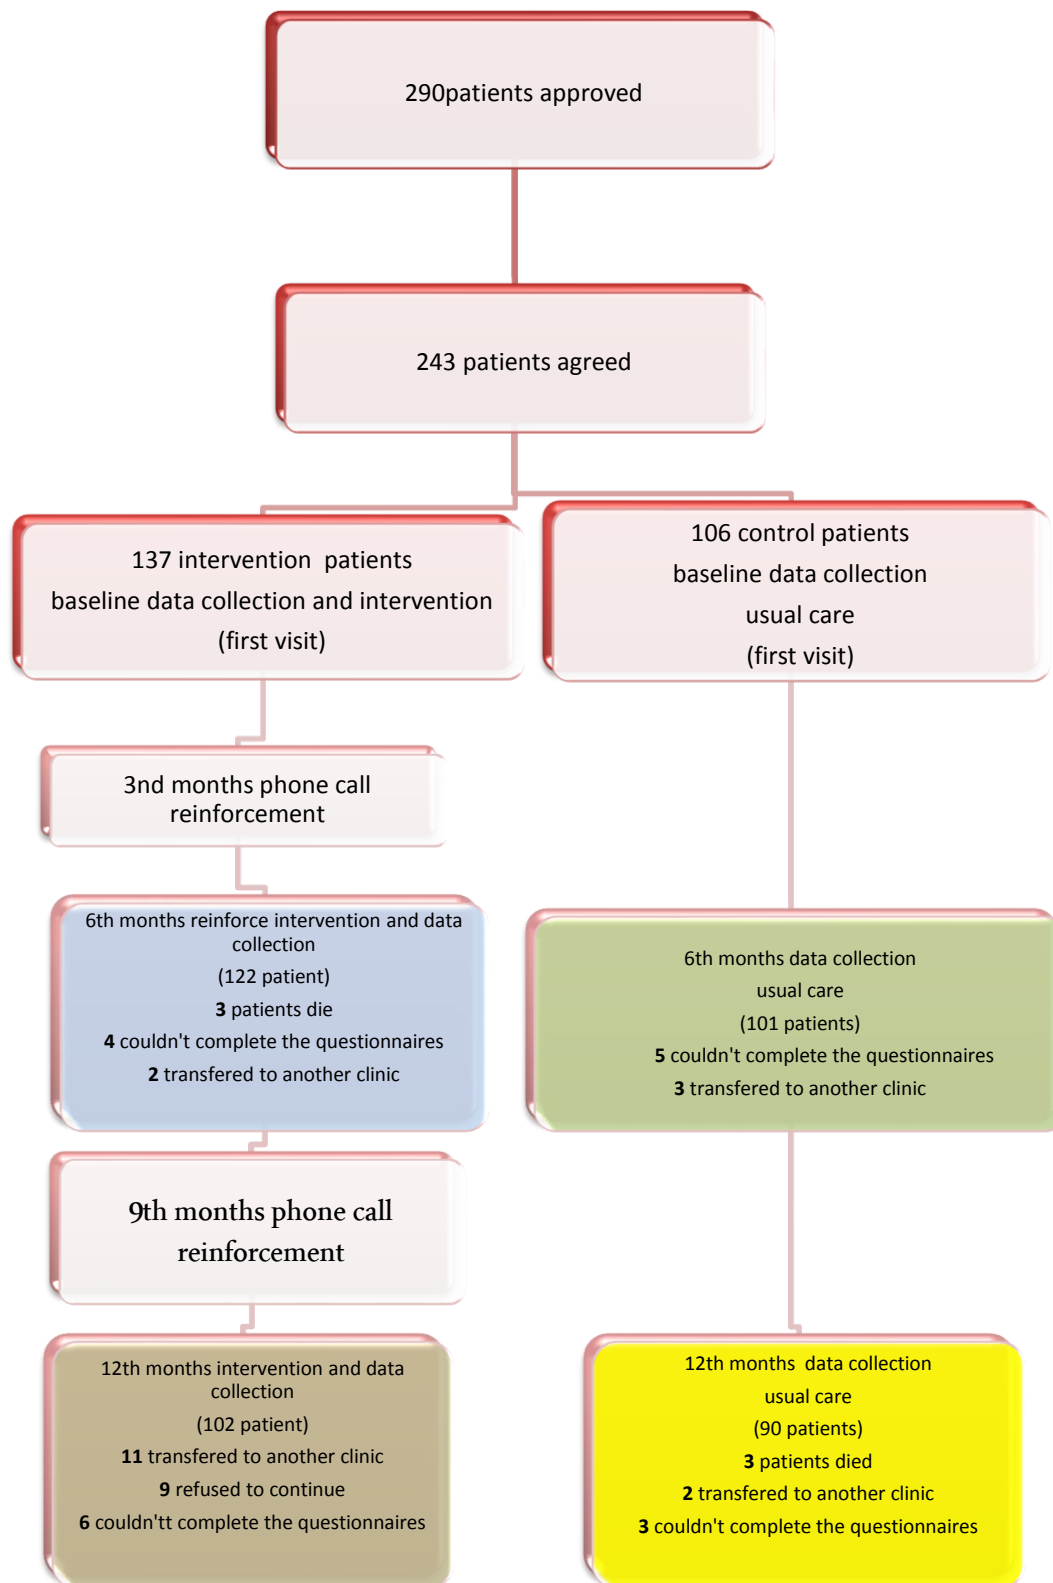 290patients approved
243 patients agreed
137 intervention  patients
baseline data collection and intervention
(first visit)
106 control patients
baseline data collection
usual care
(first visit)
3nd months phone call
reinforcement
6th months reinforce intervention and data
collection
(122 patient)
3 patients die
4 couldn't complete the questionnaires
2 transfered to another clinic
6th months data collection
usual care
(101 patients)
5 couldn't complete the questionnaires
3 transfered to another clinic
9th months phone call
reinforcement
12th months intervention and data
collection
(102 patient)
11 transfered to another clinic
9 refused to continue
6 couldn'tt complete the questionnaires
12th months  data collection
usual care
(90 patients)
3 patients died
2 transfered to another clinic
3 couldn't complete the questionnaires